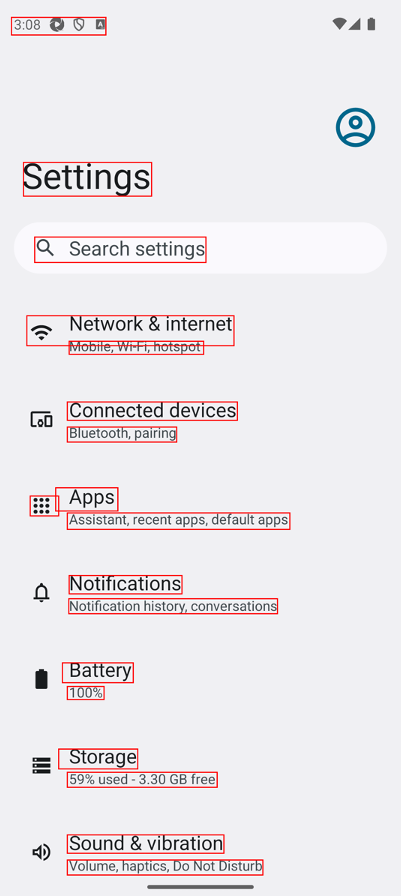 3:08
Settings
Search settings
Network & internet
Mobile, Wi-Fi, hotspot
Connected devices
Bluetooth, pairing
Apps
Assistant, recent apps, default apps
Notifications
Notification history, conversations
Battery
100%
Storage
59% used - 3.30 GB free
Sound & vibration
Volume, haptics, Do Not Disturb